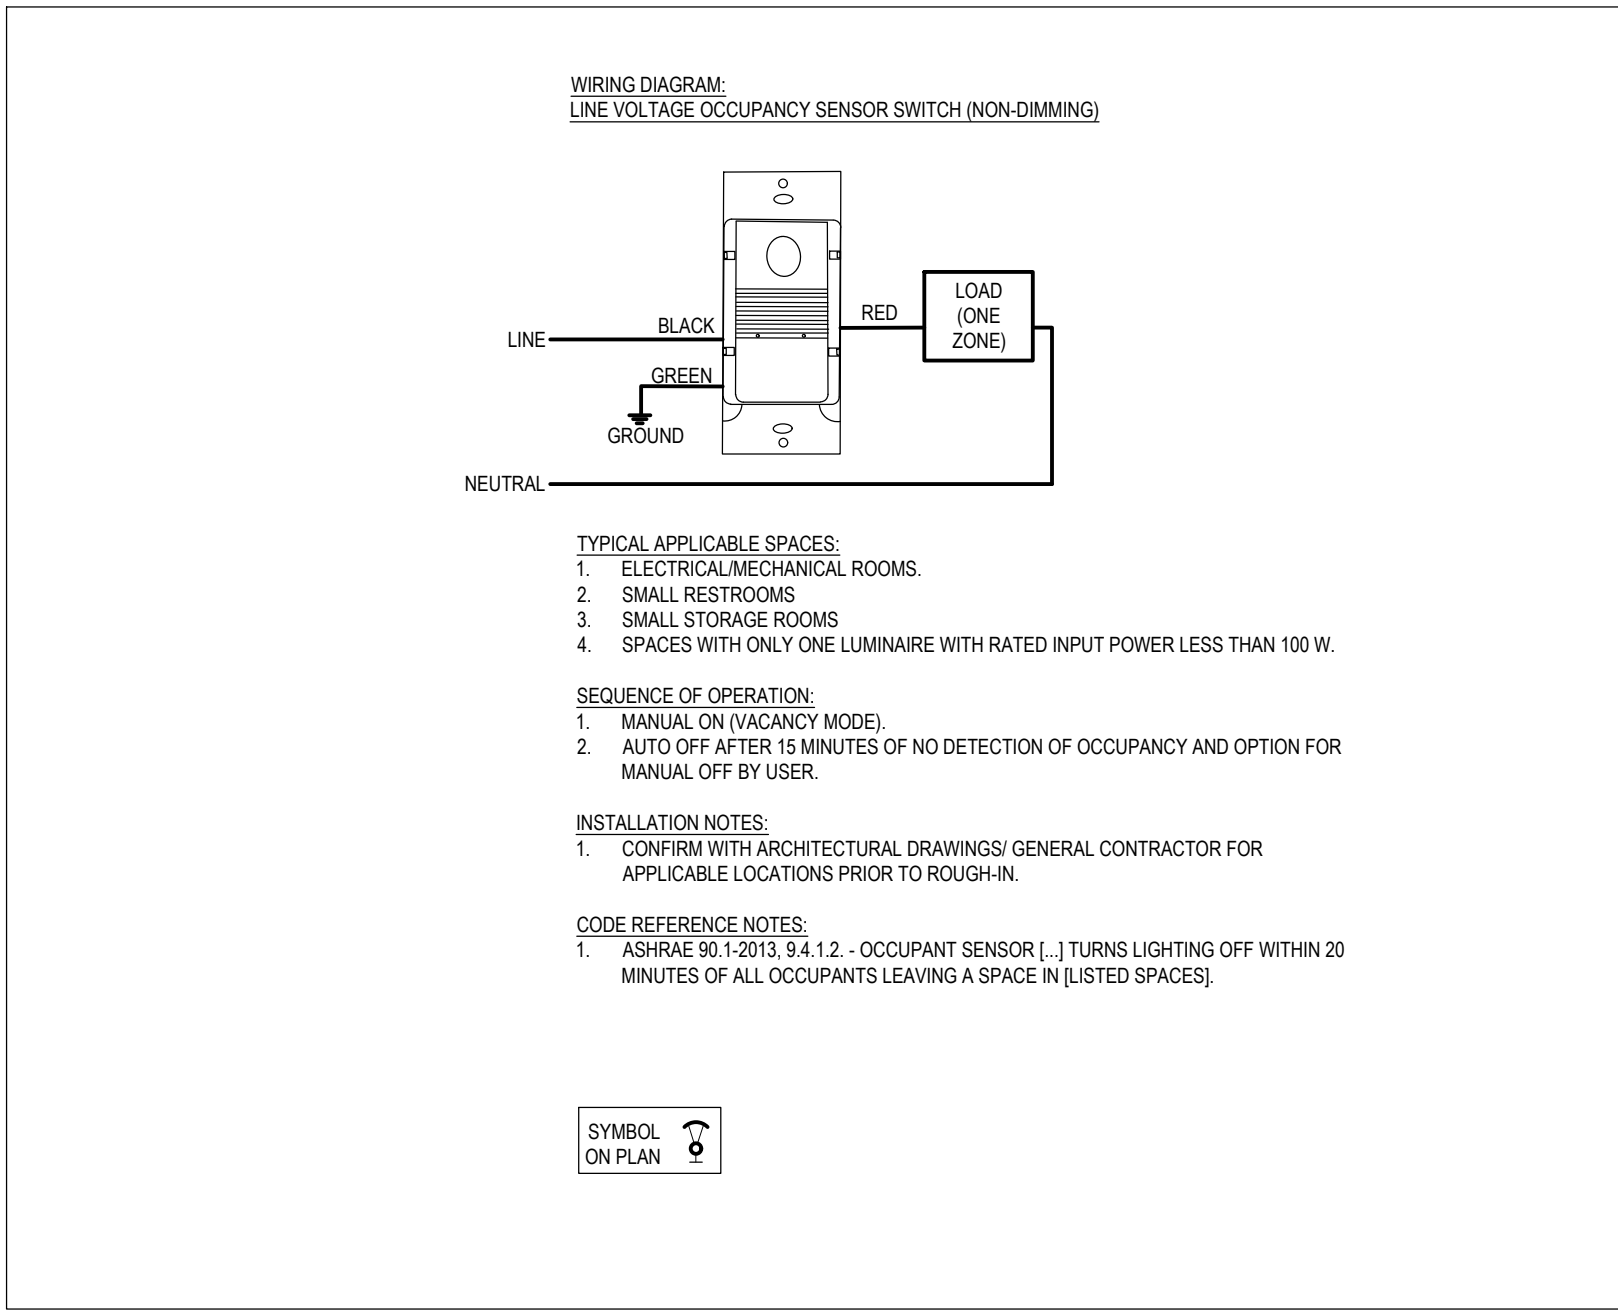 WIRING DIAGRAM:
LINE VOLTAGE OCCUPANCY SENSOR SWITCH (NON-DIMMING)
LINE
BLACK
GREEN
GROUND
NEUTRAL
RED
LOAD
(ONE
ZONE)
TYPICAL APPLICABLE SPACES:
1. ELECTRICAL/MECHANICAL ROOMS.
2. SMALL RESTROOMS
3. SMALL STORAGE ROOMS
4. SPACES WITH ONLY ONE LUMINAIRE WITH RATED INPUT POWER LESS THAN 100 W.
SEQUENCE OF OPERATION:
1. MANUAL ON (VACANCY MODE).
2. AUTO OFF AFTER 15 MINUTES OF NO DETECTION OF OCCUPANCY AND OPTION FOR
MANUAL OFF BY USER.
INSTALLATION NOTES:
1. CONFIRM WITH ARCHITECTURAL DRAWINGS/ GENERAL CONTRACTOR FOR
APPLICABLE LOCATIONS PRIOR TO ROUGH-IN.
CODE REFERENCE NOTES:
1. ASHRAE 90.1-2013, 9.4.1.2. - OCCUPANT SENSOR [...] TURNS LIGHTING OFF WITHIN 20
MINUTES OF ALL OCCUPANTS LEAVING A SPACE IN [LISTED SPACES].
SYMBOL
ON PLAN